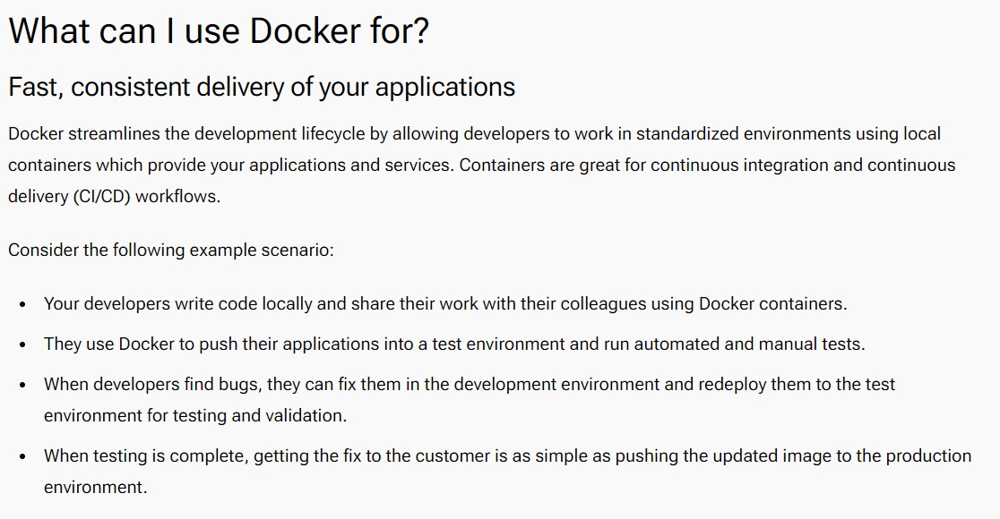 What can I use Docker for?
Fast, consistent delivery of your applications
Docker streamlines the development lifecycle by allowing developers to work in standardized environments using local
containers which provide your applications and services. Containers are great for continuous integration and continuous
delivery (CI/CD) workflows.
Consider the following example scenario:
• Your developers write code locally and share their work with their colleagues using Docker containers.
• They use Docker to push their applications into a test environment and run automated and manual tests.
• When developers find bugs, they can fix them in the development environment and redeploy them to the test
environment for testing and validation.
• When testing is complete, getting the fix to the customer is as simple as pushing the updated image to the production
environment.